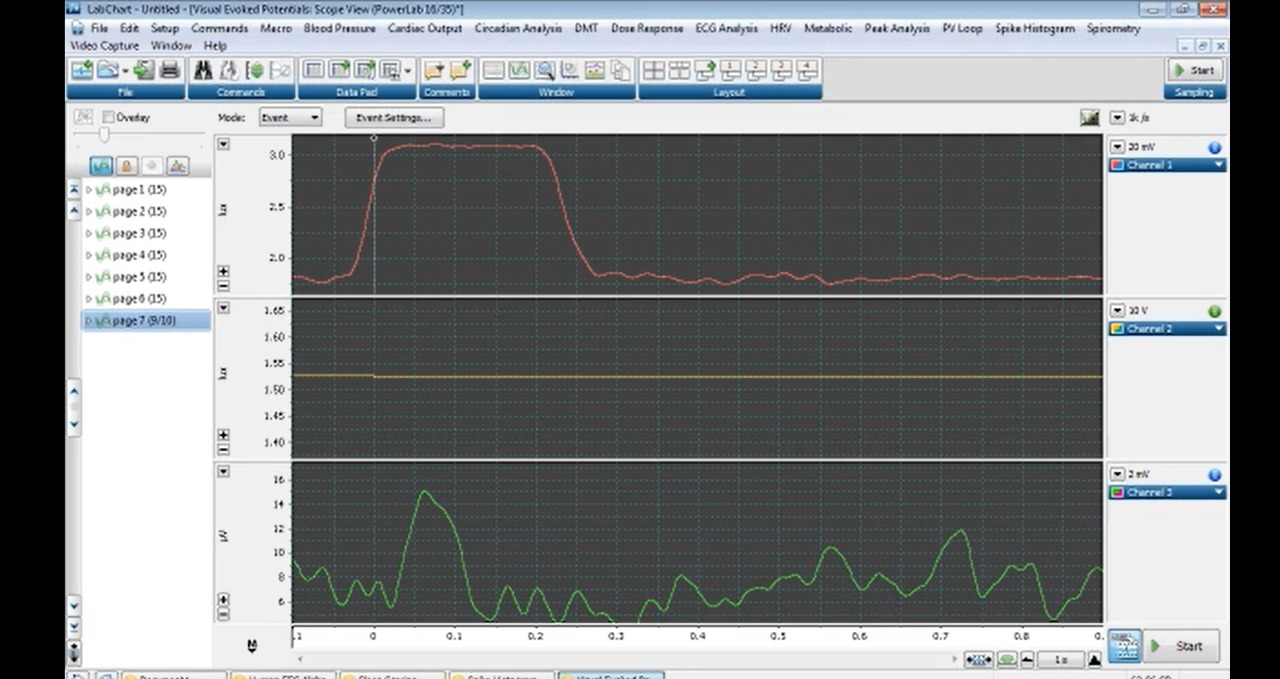 LabChart - Untitled - [Visual Evoked Potentials: Scope View (PowerLab 16/35)*]
File Edit Setup Commands Macro Blood Pressure Cardiac Output Circadian Analysis DMT Dose Response ECG Analysis HRV Metabolic Peak Analysis PV Loop Spike Histogram Spirometry
Video Capture Window Help
Start
File Commands Data Pad Comments Window Layout Sampling
Overlay Mode: Event Event Settings... 1k /s
page 1 (15)
page 2 (15)
page 3 (15)
page 4 (15)
page 5 (15)
page 6 (15)
page 7 (9/10)
3.0
2.5
2.0
20 mV
Channel 1
lux
1.65
1.60
1.55
1.50
1.45
1.40
10 V
Channel 2
16
14
12
10
8
6
2 mV
Channel 3
0 0.1 0.2 0.3 0.4 0.5 0.6 0.7 0.8
M
Start
1s